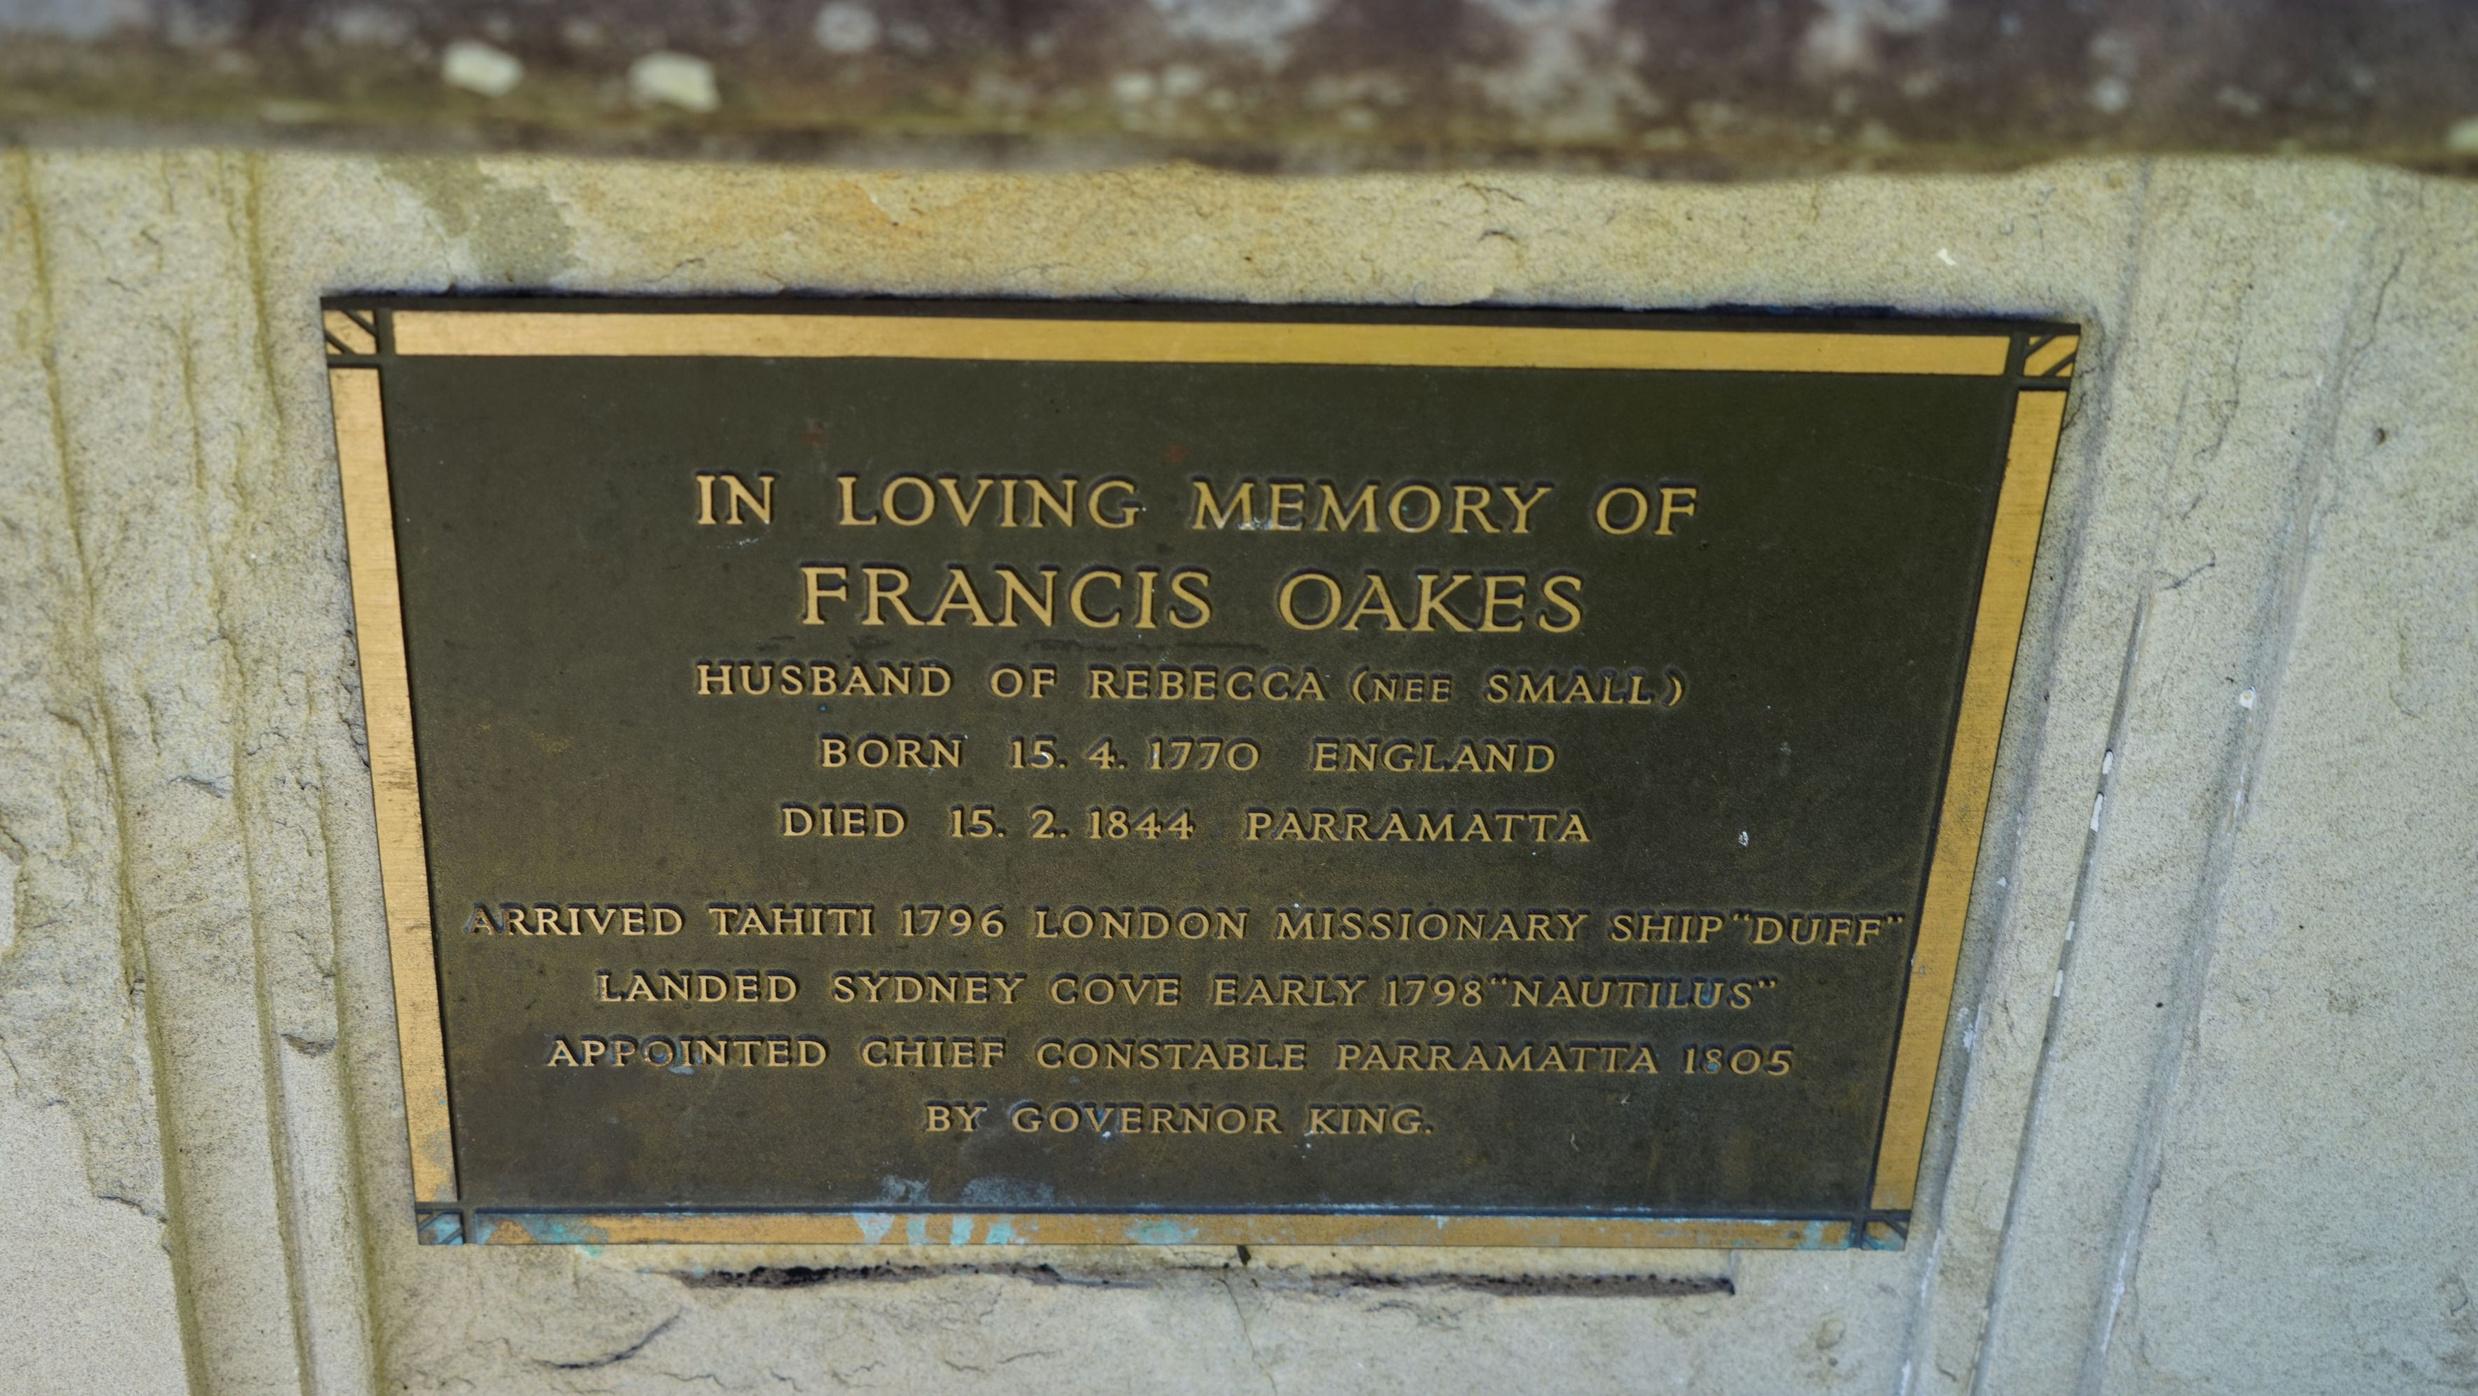 IN LOVING MEMORY OF
FRANCIS OAKES
HUSBAND OF REBECCA (NEE SMALL)
BORN 15. 4. 1770 ENGLAND
DIED 15. 2. 1844 PARRAMATTA
ARRIVED TAHITI 1796 LONDON MISSIONARY SHIP "DUFF"
LANDED SYDNEY COVE EARLY 1798 "NAUTILUS"
APPOINTED CHIEF CONSTABLE PARRAMATTA 1805
BY GOVERNOR KING.